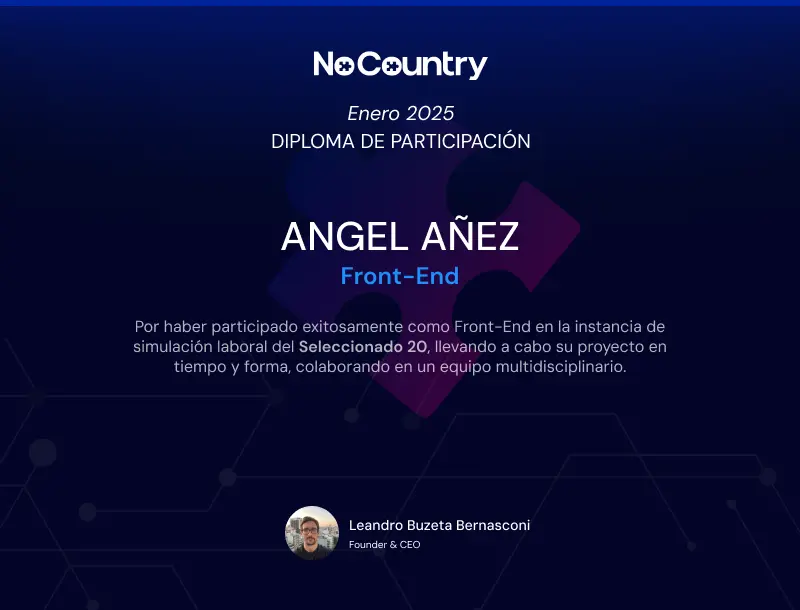 NoCountry
Enero 2025
DIPLOMA DE PARTICIPACIÓN
ANGEL AÑEZ
Front-End
Por haber participado exitosamente como Front-End en la instancia de
simulación laboral del Seleccionado 20, llevando a cabo su proyecto en
tiempo y forma, colaborando en un equipo multidisciplinario.
Leandro Buzeta Bernasconi
Founder & CEO